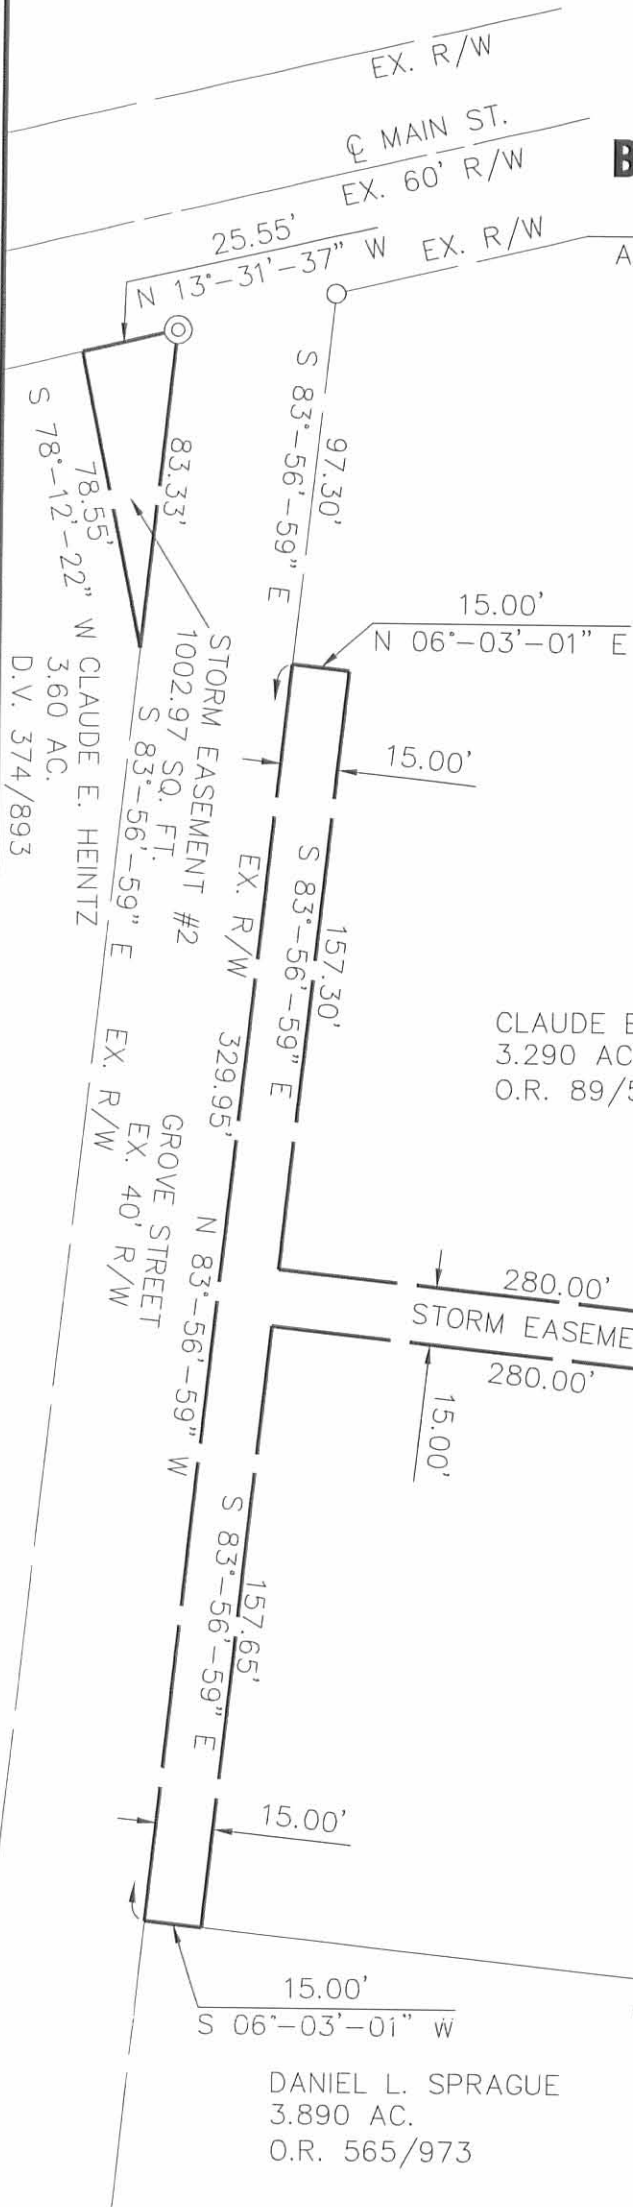 EX. R/W
℄ MAIN ST.
EX. 60' R/W
B
25.55'
N 13°-31'-37" W
EX. R/W
A
S 83°-56'-59" E
97.30'
83.33'
78.55'
S 78°-12'-22" W
15.00'
N 06°-03'-01" E
15.00'
STORM EASEMENT #2
1002.97 SQ. FT.
S 83°-56'-59" E
CLAUDE E. HEINTZ
3.60 AC.
D.V. 374/893
EX. R/W
329.95'
N 83°-56'-59" W
157.30'
S 83°-56'-59" E
CLAUDE E
3.290 AC
O.R. 89/5
EX. R/W
GROVE STREET
EX. 40' R/W
280.00'
STORM EASEME
280.00'
15.00'
157.65'
S 83°-56'-59" E
15.00'
15.00'
S 06°-03'-01" W
DANIEL L. SPRAGUE
3.890 AC.
O.R. 565/973